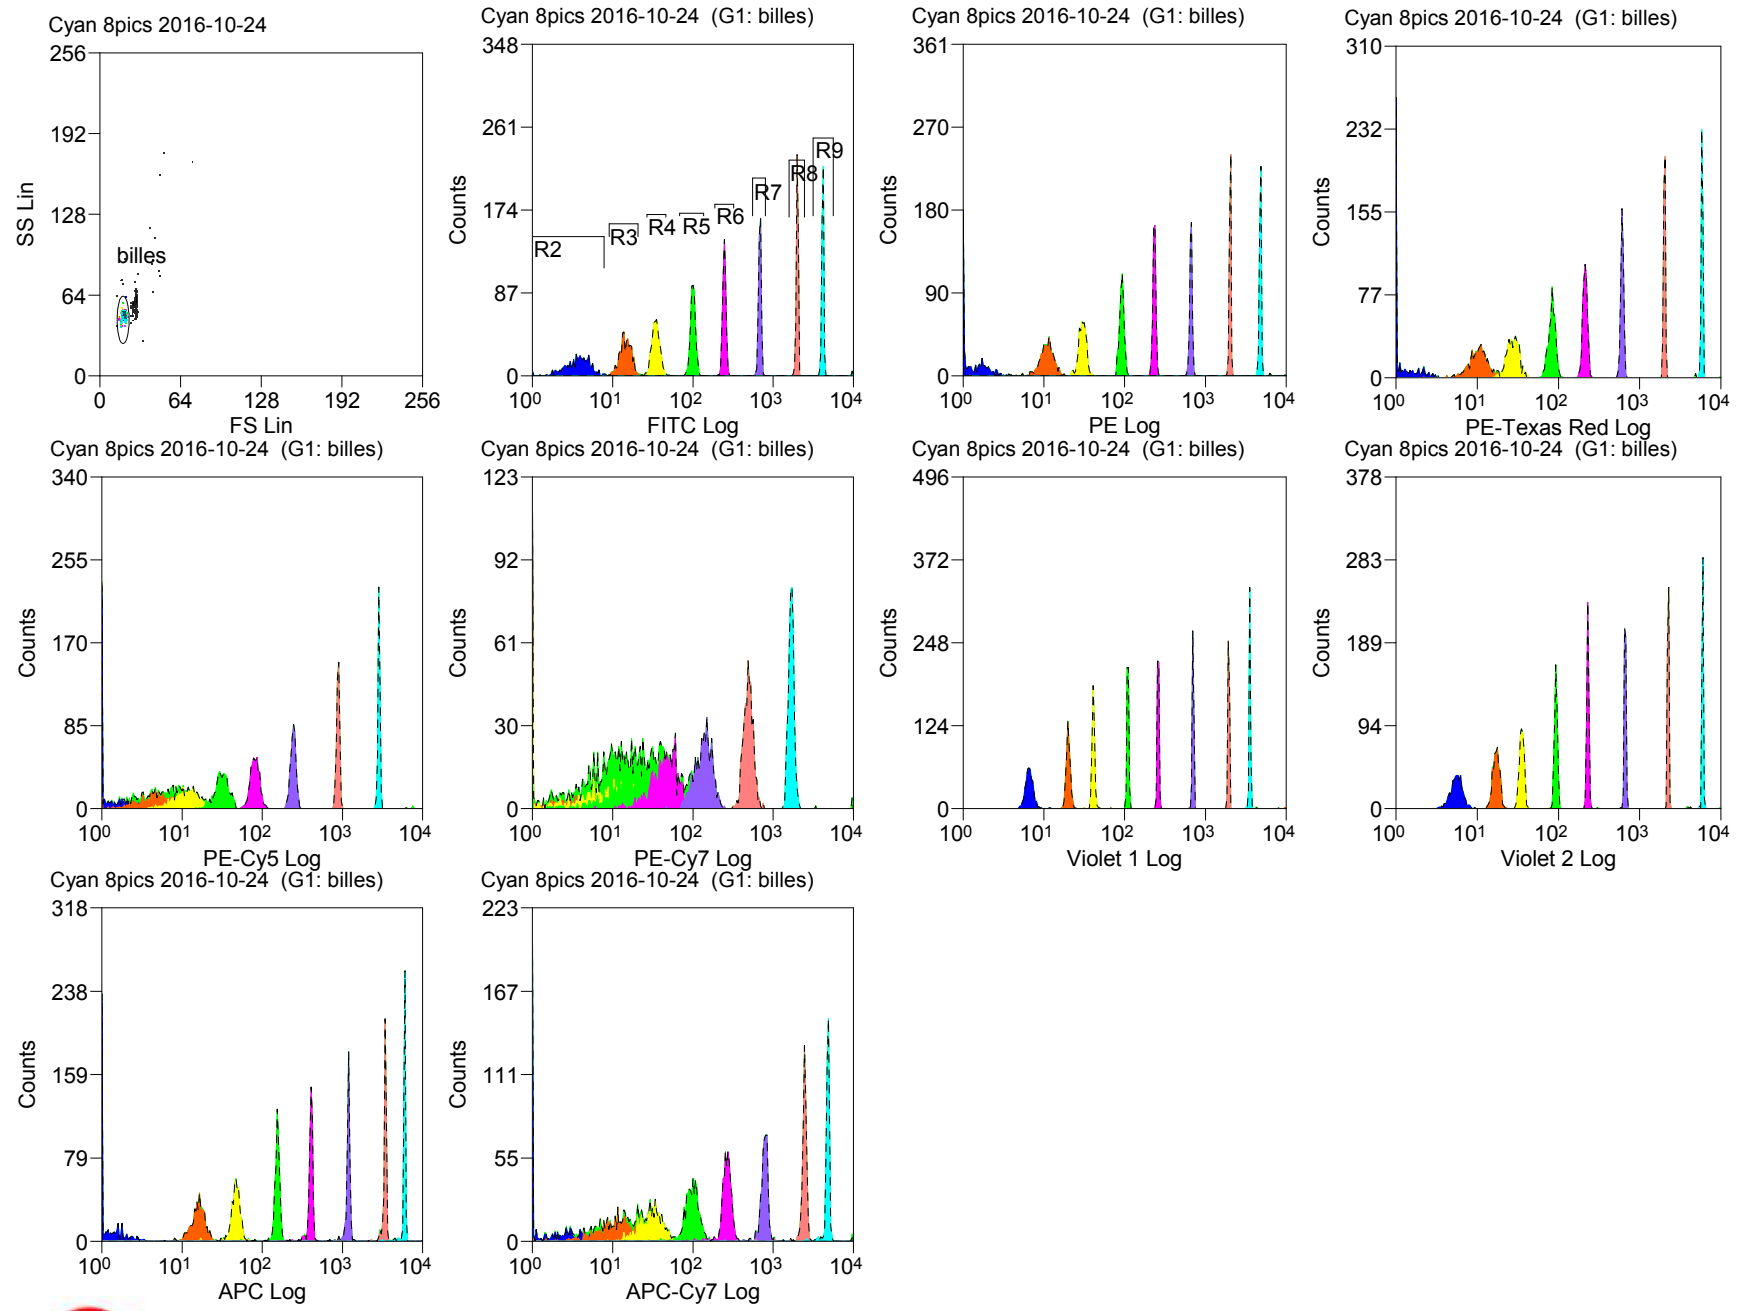 Cyan 8pics 2016-10-24
256
192
128
64
0
SS Lin
billes
0 64 128 192 256
FS Lin
Cyan 8pics 2016-10-24 (G1: billes)
348
261
174
87
0
Counts
R2 R3 R4 R5 R6 R7 R8 R9
10⁰ 10¹ 10² 10³ 10⁴
FITC Log
Cyan 8pics 2016-10-24 (G1: billes)
361
270
180
90
0
Counts
10⁰ 10¹ 10² 10³ 10⁴
PE Log
Cyan 8pics 2016-10-24 (G1: billes)
310
232
155
77
0
Counts
10⁰ 10¹ 10² 10³ 10⁴
PE-Texas Red Log
Cyan 8pics 2016-10-24 (G1: billes)
340
255
170
85
0
Counts
10⁰ 10¹ 10² 10³ 10⁴
PE-Cy5 Log
Cyan 8pics 2016-10-24 (G1: billes)
123
92
61
30
0
Counts
10⁰ 10¹ 10² 10³ 10⁴
PE-Cy7 Log
Cyan 8pics 2016-10-24 (G1: billes)
496
372
248
124
0
Counts
10⁰ 10¹ 10² 10³ 10⁴
Violet 1 Log
Cyan 8pics 2016-10-24 (G1: billes)
378
283
189
94
0
Counts
10⁰ 10¹ 10² 10³ 10⁴
Violet 2 Log
Cyan 8pics 2016-10-24 (G1: billes)
318
238
159
79
0
Counts
10⁰ 10¹ 10² 10³ 10⁴
APC Log
Cyan 8pics 2016-10-24 (G1: billes)
223
167
111
55
0
Counts
10⁰ 10¹ 10² 10³ 10⁴
APC-Cy7 Log